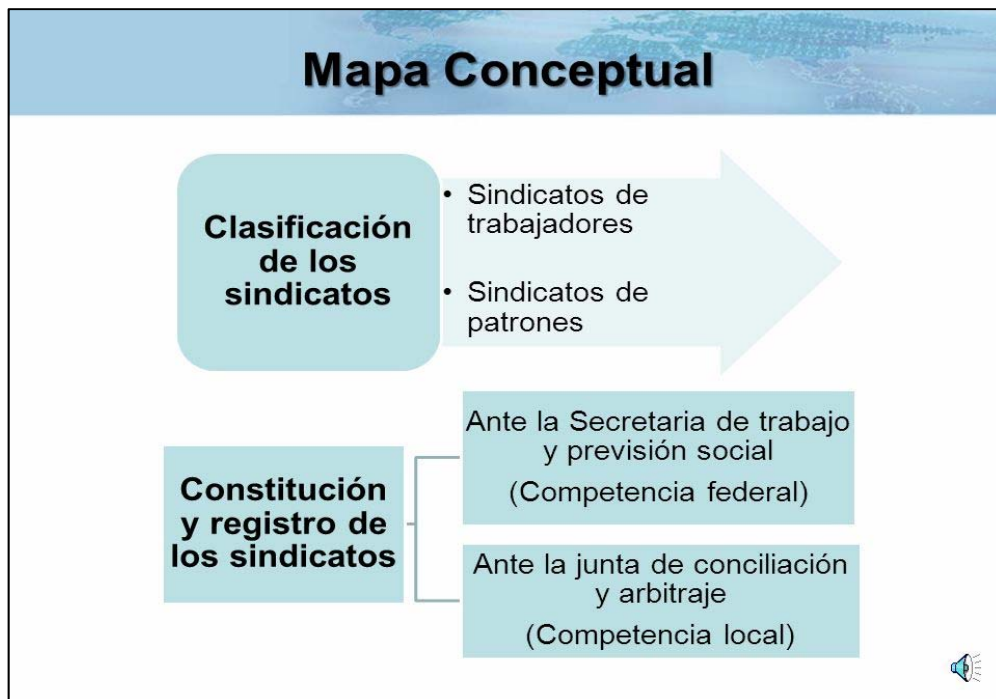 Mapa Conceptual
Clasificación
de los
sindicatos
• Sindicatos de
trabajadores
• Sindicatos de
patrones
Constitución
y registro de
los sindicatos
Ante la Secretaria de trabajo
y previsión social
(Competencia federal)
Ante la junta de conciliación
y arbitraje
(Competencia local)